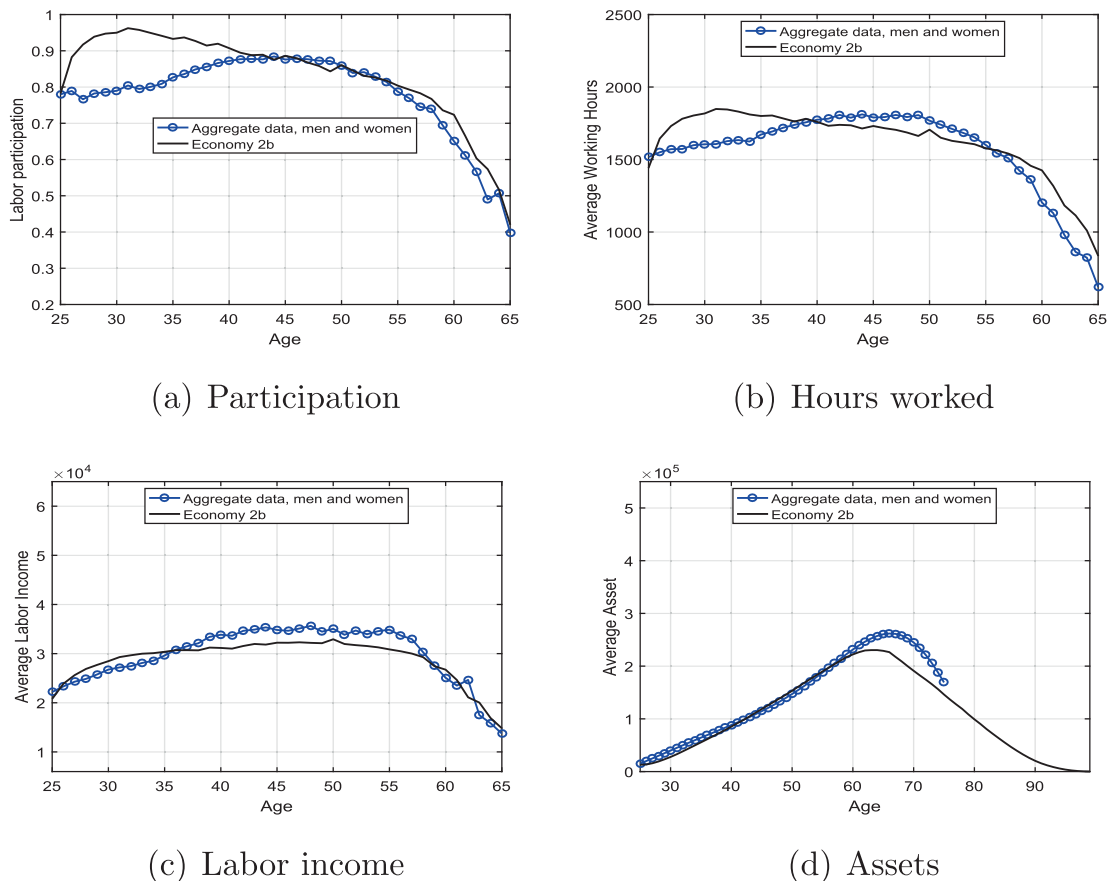 Labor participation
1
0.9
0.8
0.7
0.6
0.5
0.4
0.3
0.2
Aggregate data, men and women
Economy 2b
25 30 35 40 45 50 55 60 65
Age
(a) Participation
Average Working Hours
2500
2000
1500
1000
500
Aggregate data, men and women
Economy 2b
25 30 35 40 45 50 55 60 65
Age
(b) Hours worked
×10⁴
Average Labor Income
6
5
4
3
2
1
Aggregate data, men and women
Economy 2b
25 30 35 40 45 50 55 60 65
Age
(c) Labor income
×10⁵
Average Asset
5
4
3
2
1
0
Aggregate data, men and women
Economy 2b
30 40 50 60 70 80 90
Age
(d) Assets